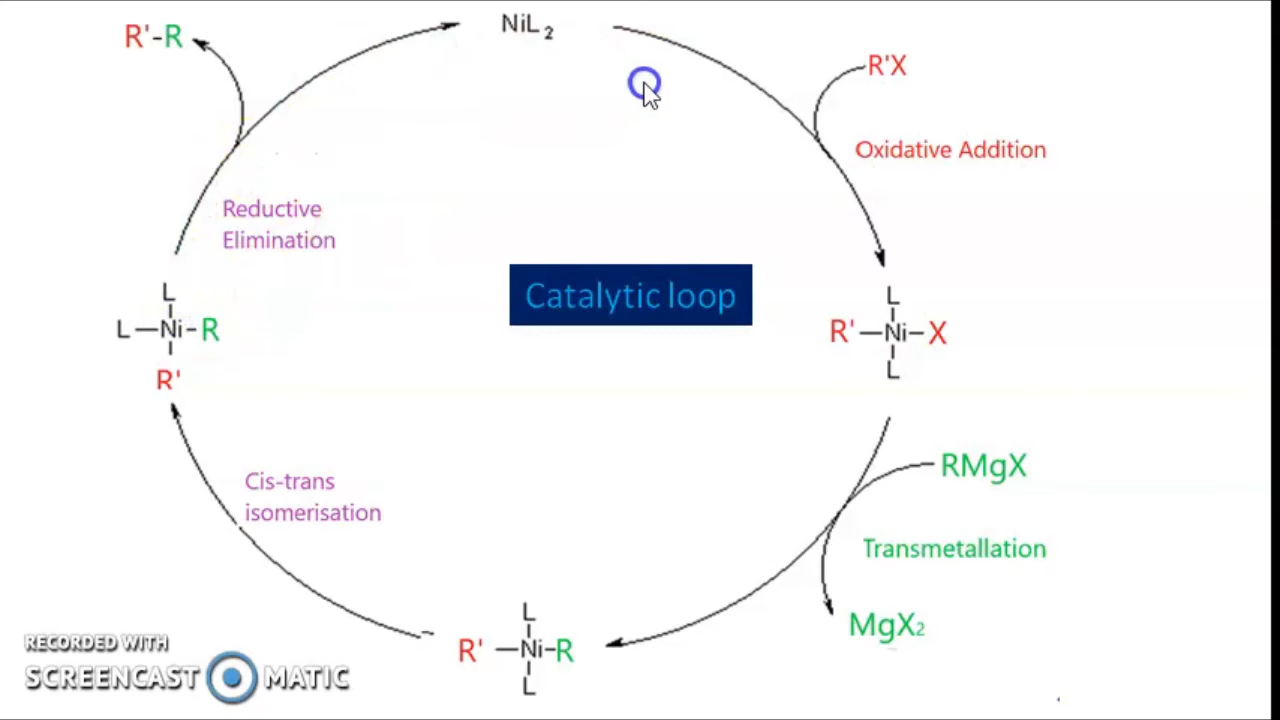 R'-R
NiL2
R'X
Oxidative Addition
Reductive
Elimination
Catalytic loop
L
L Ni R
R'
L
R' Ni X
L
RMgX
Cis-trans
isomerisation
Transmetallation
MgX2
L
R' Ni R
L
RECORDED WITH
SCREENCAST MATIC